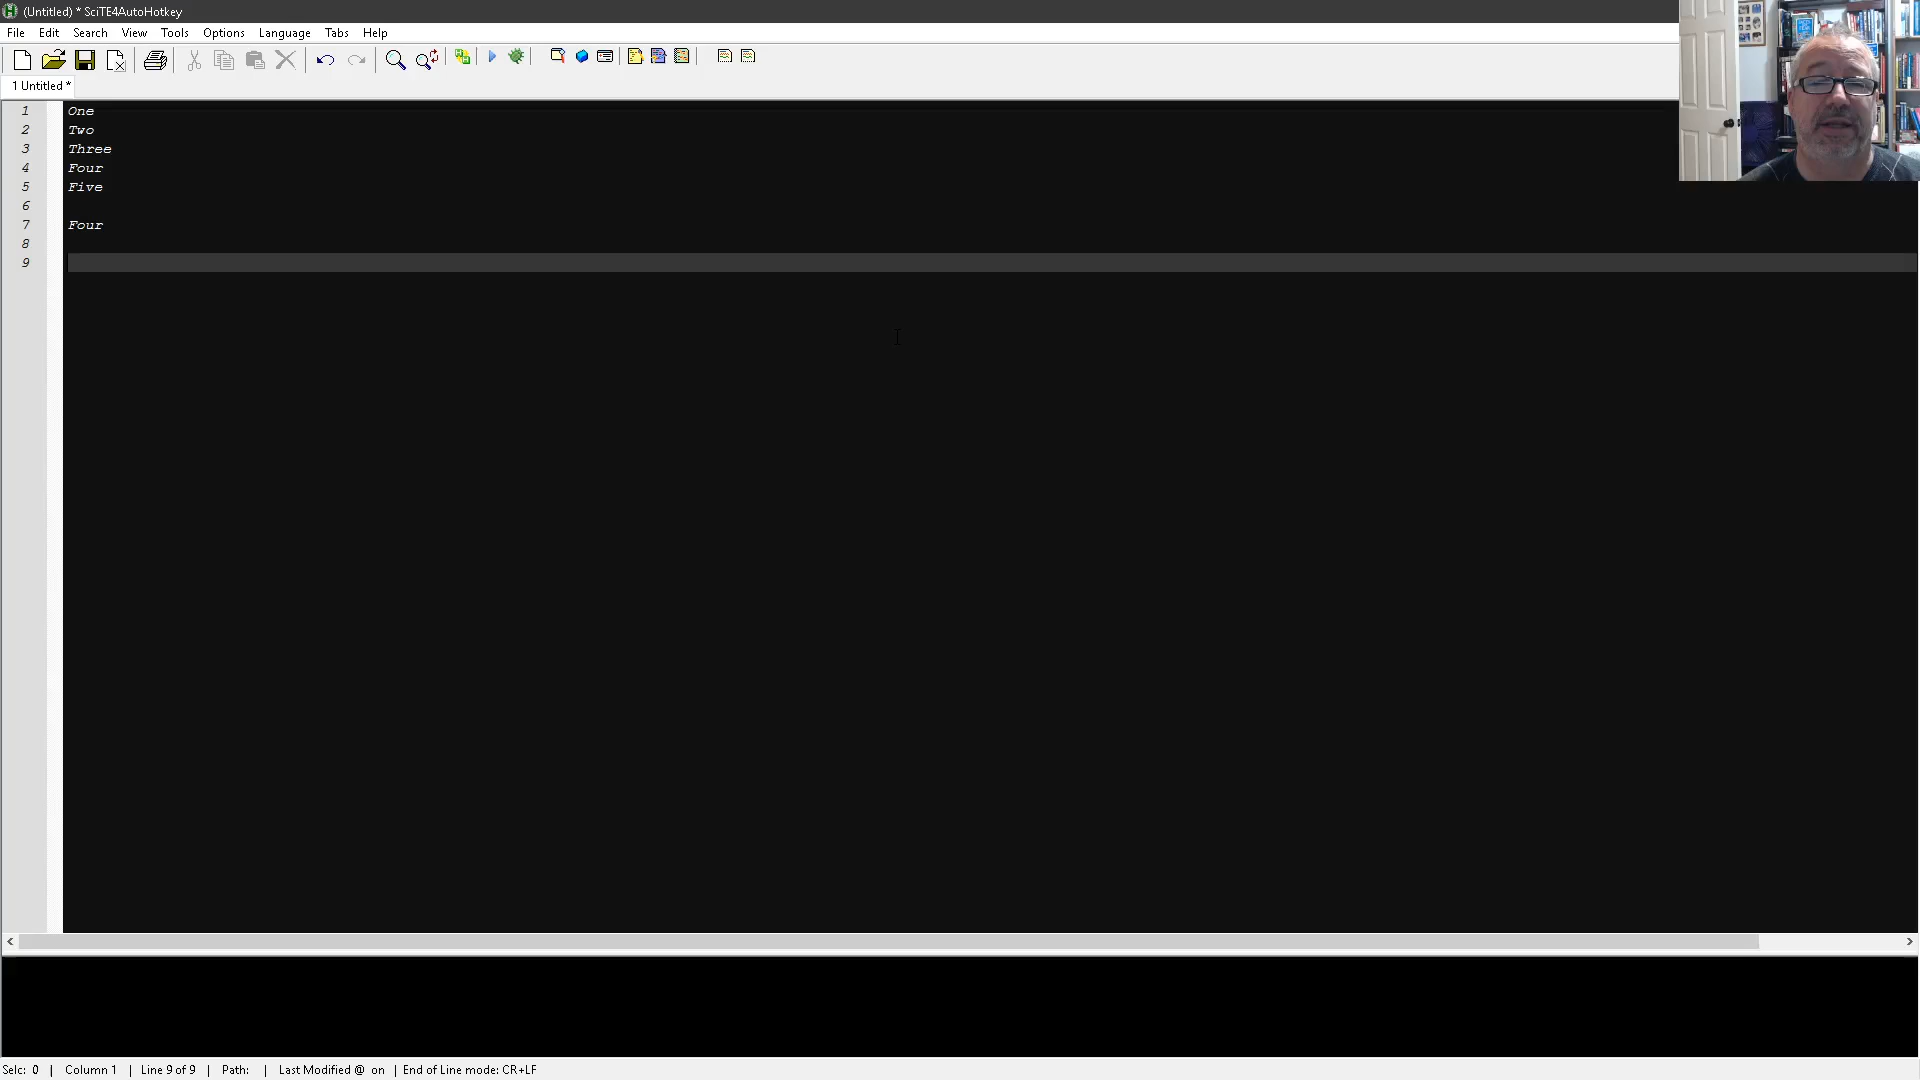 (Untitled) * SciTE4AutoHotkey
File Edit Search View Tools Options Language Tabs Help
1 Untitled *
1 One
2 Two
3 Three
4 Four
5 Five
6
7 Four
8
9
Selc: 0 | Column 1 | Line 9 of 9 | Path: | Last Modified @ on | End of Line mode: CR+LF